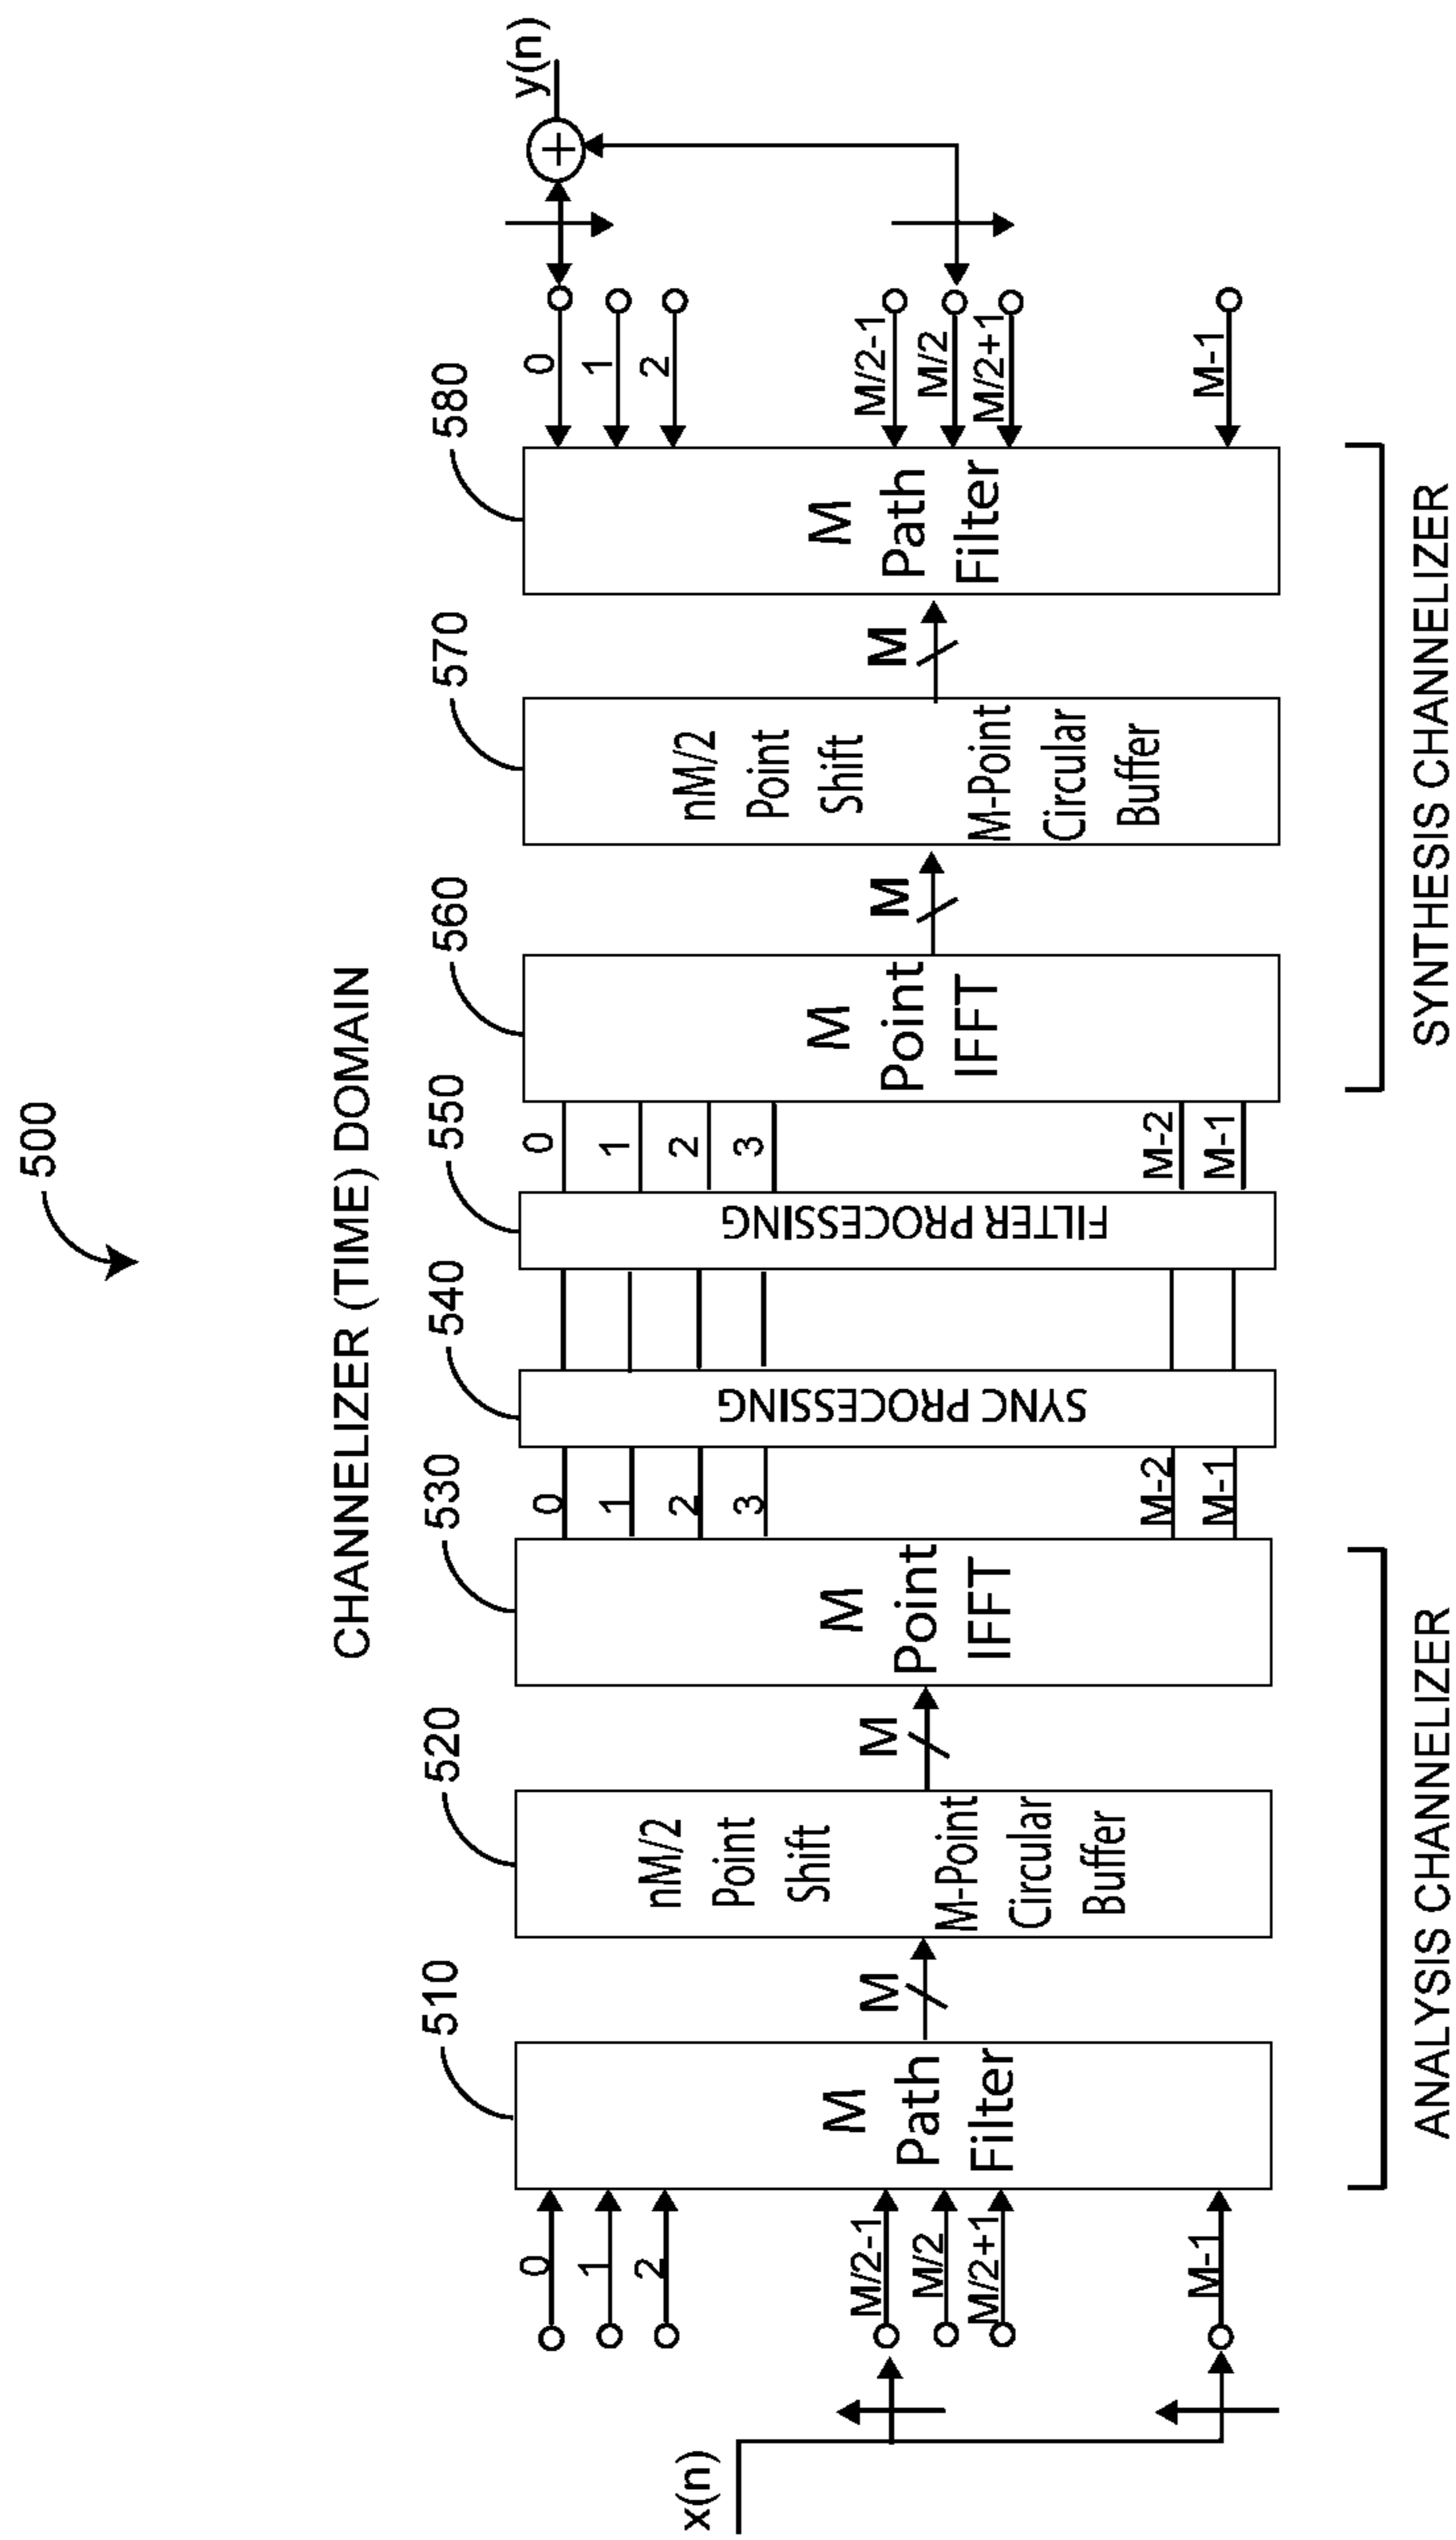 500
CHANNELIZER (TIME) DOMAIN
510
520
530
540
550
560
570
580
x(n)
0
1
2
M/2-1
M/2
M/2+1
M-1
M
Path
Filter
M
nM/2
Point
Shift
M-Point
Circular
Buffer
M
M
Point
IFFT
0
1
2
3
M-2
M-1
SYNC PROCESSING
FILTER PROCESSING
0
1
2
3
M-2
M-1
M
Point
IFFT
M
nM/2
Point
Shift
M-Point
Circular
Buffer
M
M
Path
Filter
0
1
2
M/2-1
M/2
M/2+1
M-1
+
y(n)
ANALYSIS CHANNELIZER
SYNTHESIS CHANNELIZER